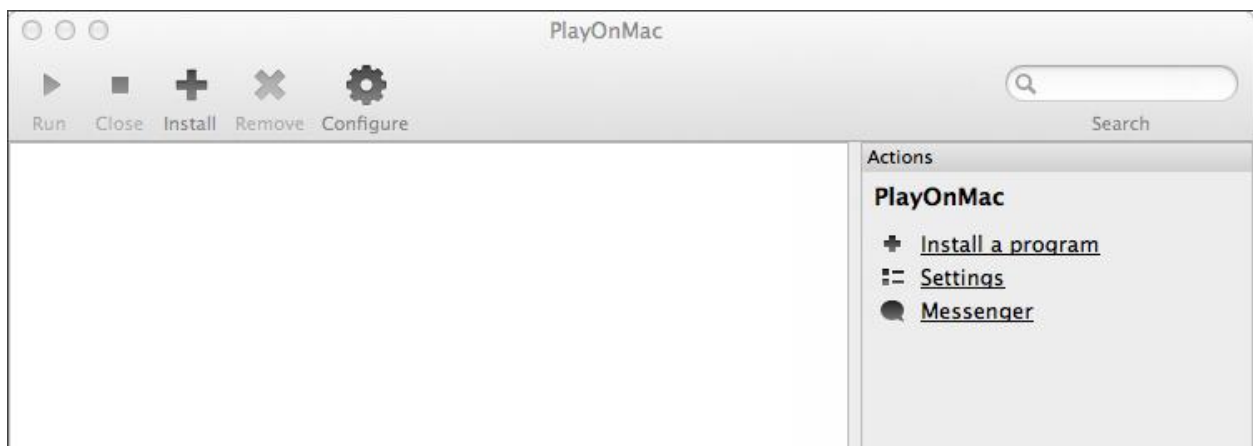 PlayOnMac
Run Close Install Remove Configure
Search
Actions
PlayOnMac
Install a program
Settings
Messenger